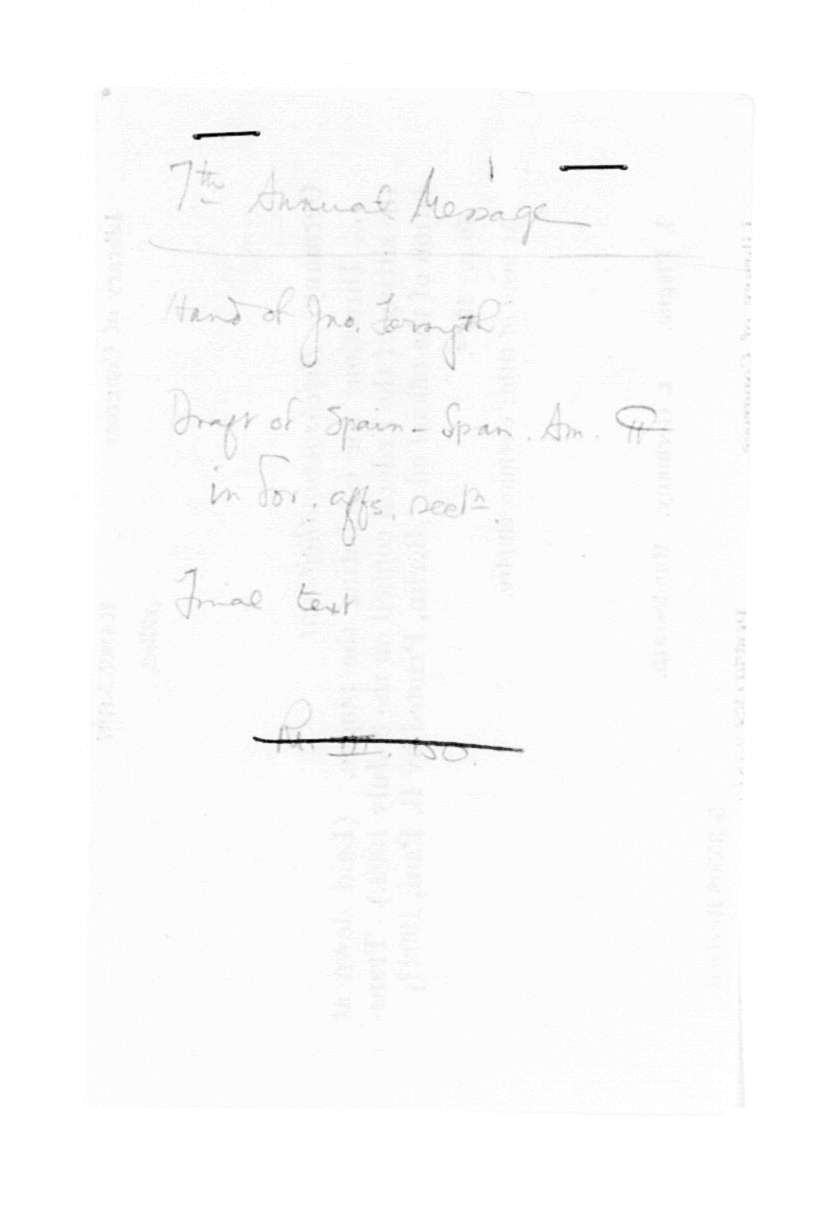 7th Annual Message
Hand of Jno. Forsyth
Draft of Spain - Span. Am. ¶
in For. affs. sectn.
Final text
III. 150.